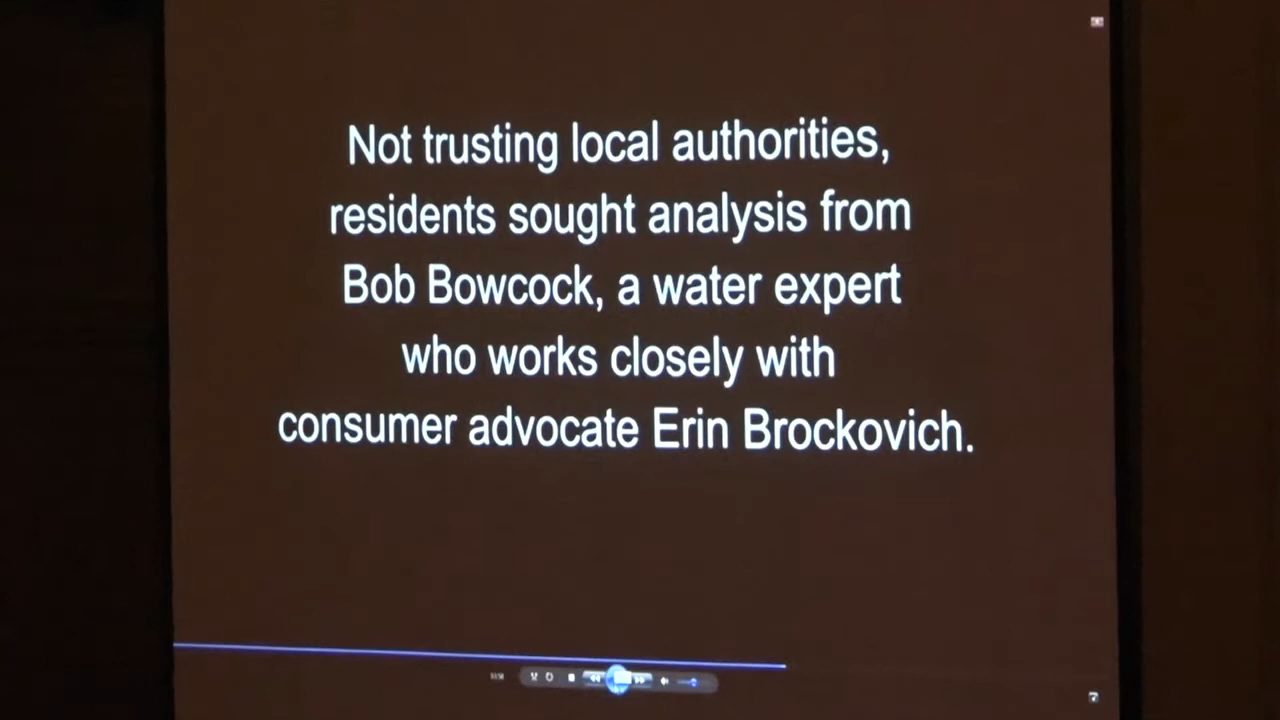 Not trusting local authorities,
residents sought analysis from
Bob Bowcock, a water expert
who works closely with
consumer advocate Erin Brockovich.